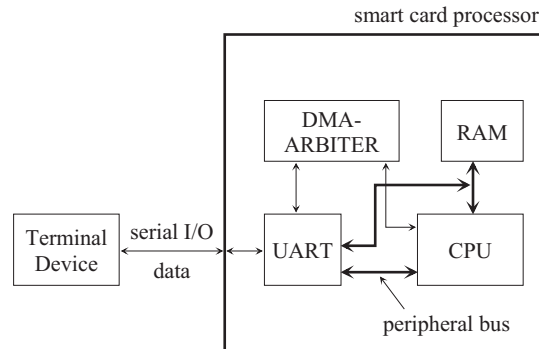 smart card processor
DMA-
ARBITER
RAM
Terminal
Device
serial I/O
data
UART
CPU
peripheral bus